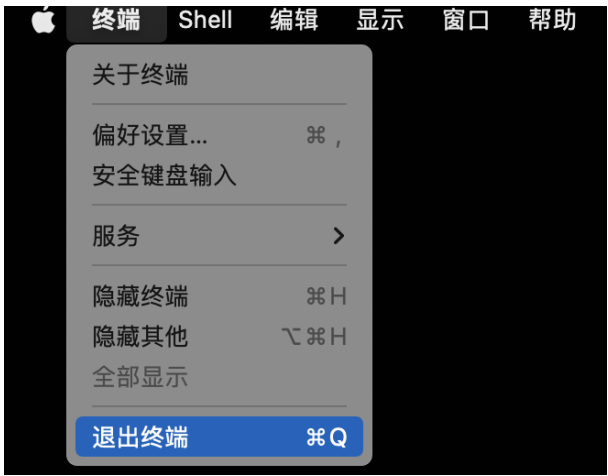 终端 Shell 编辑 显示 窗口 帮助
关于终端
偏好设置... ⌘ ,
安全键盘输入
服务 >
隐藏终端 ⌘H
隐藏其他 ⌥⌘H
全部显示
退出终端 ⌘Q